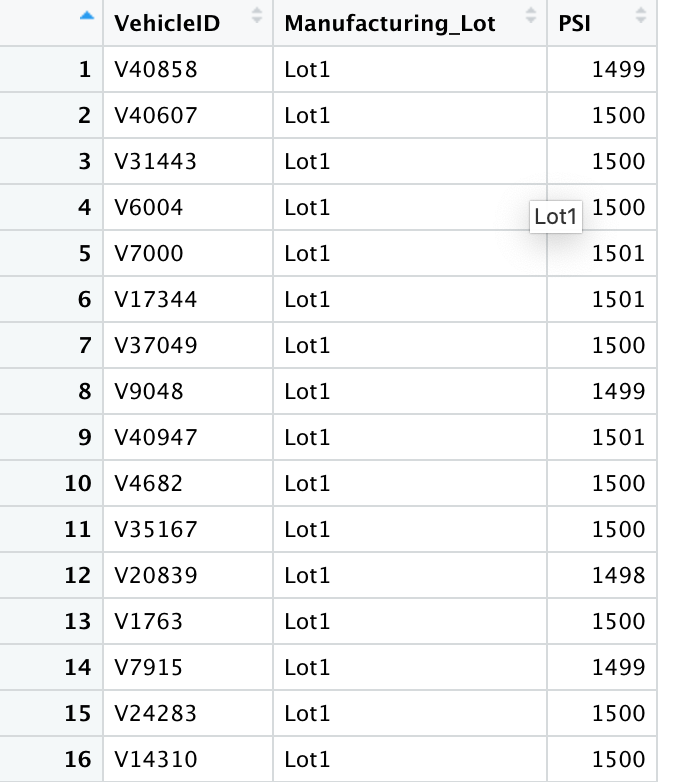 VehicleID Manufacturing_Lot PSI
1 V40858 Lot1 1499
2 V40607 Lot1 1500
3 V31443 Lot1 1500
4 V6004 Lot1 Lot1 1500
5 V7000 Lot1 1501
6 V17344 Lot1 1501
7 V37049 Lot1 1500
8 V9048 Lot1 1499
9 V40947 Lot1 1501
10 V4682 Lot1 1500
11 V35167 Lot1 1500
12 V20839 Lot1 1498
13 V1763 Lot1 1500
14 V7915 Lot1 1499
15 V24283 Lot1 1500
16 V14310 Lot1 1500